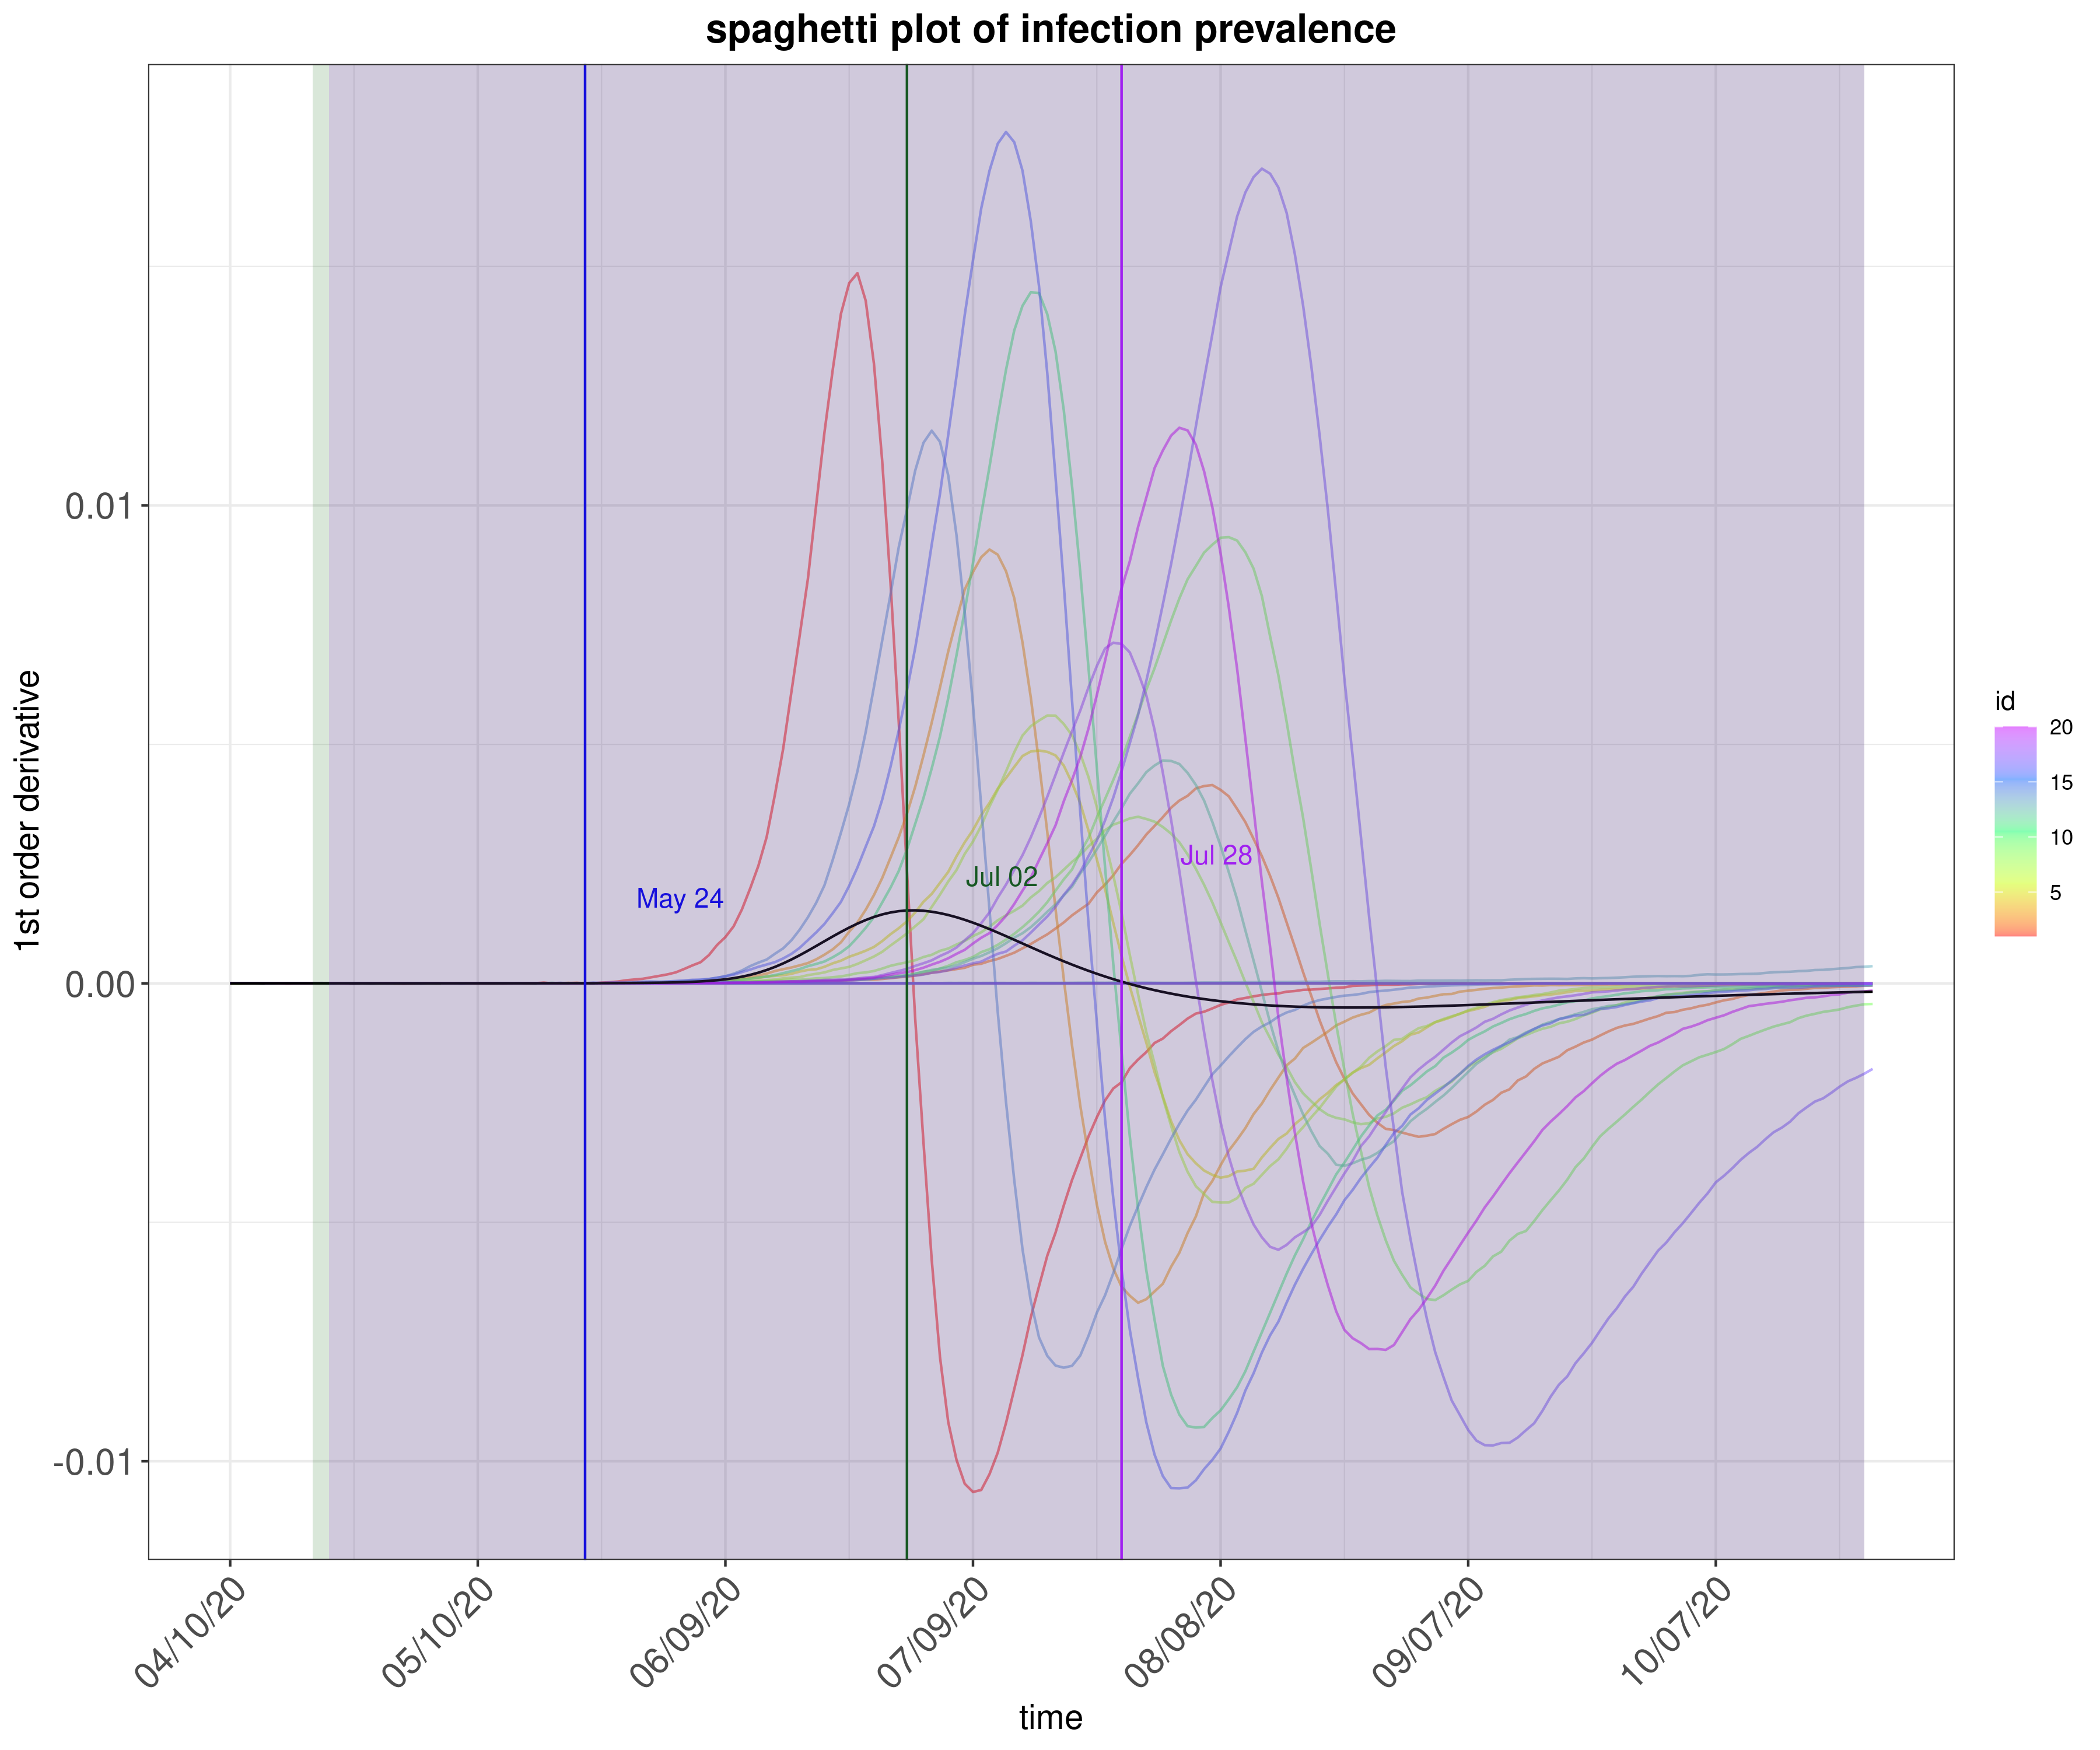 spaghetti plot of infection prevalence
1st order derivative
0.01
0.00
-0.01
May 24
Jul 02
Jul 28
id
20
15
10
5
04/10/20
05/10/20
06/09/20
07/09/20
08/08/20
09/07/20
10/07/20
time